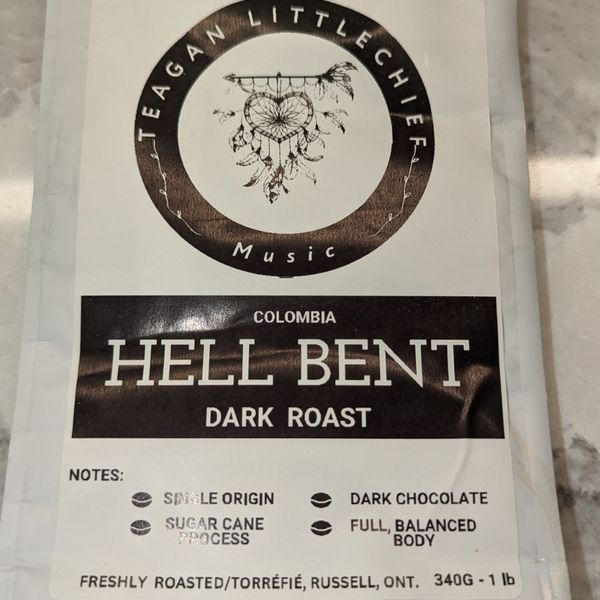 TEAGAN LITTLECHIEF
Music
COLOMBIA
HELL BENT
DARK ROAST
NOTES:
SINGLE ORIGIN
DARK CHOCOLATE
SUGAR CANE
PROCESS
FULL, BALANCED
BODY
FRESHLY ROASTED/TORRÉFIÉ, RUSSELL, ONT. 340G - 1 lb